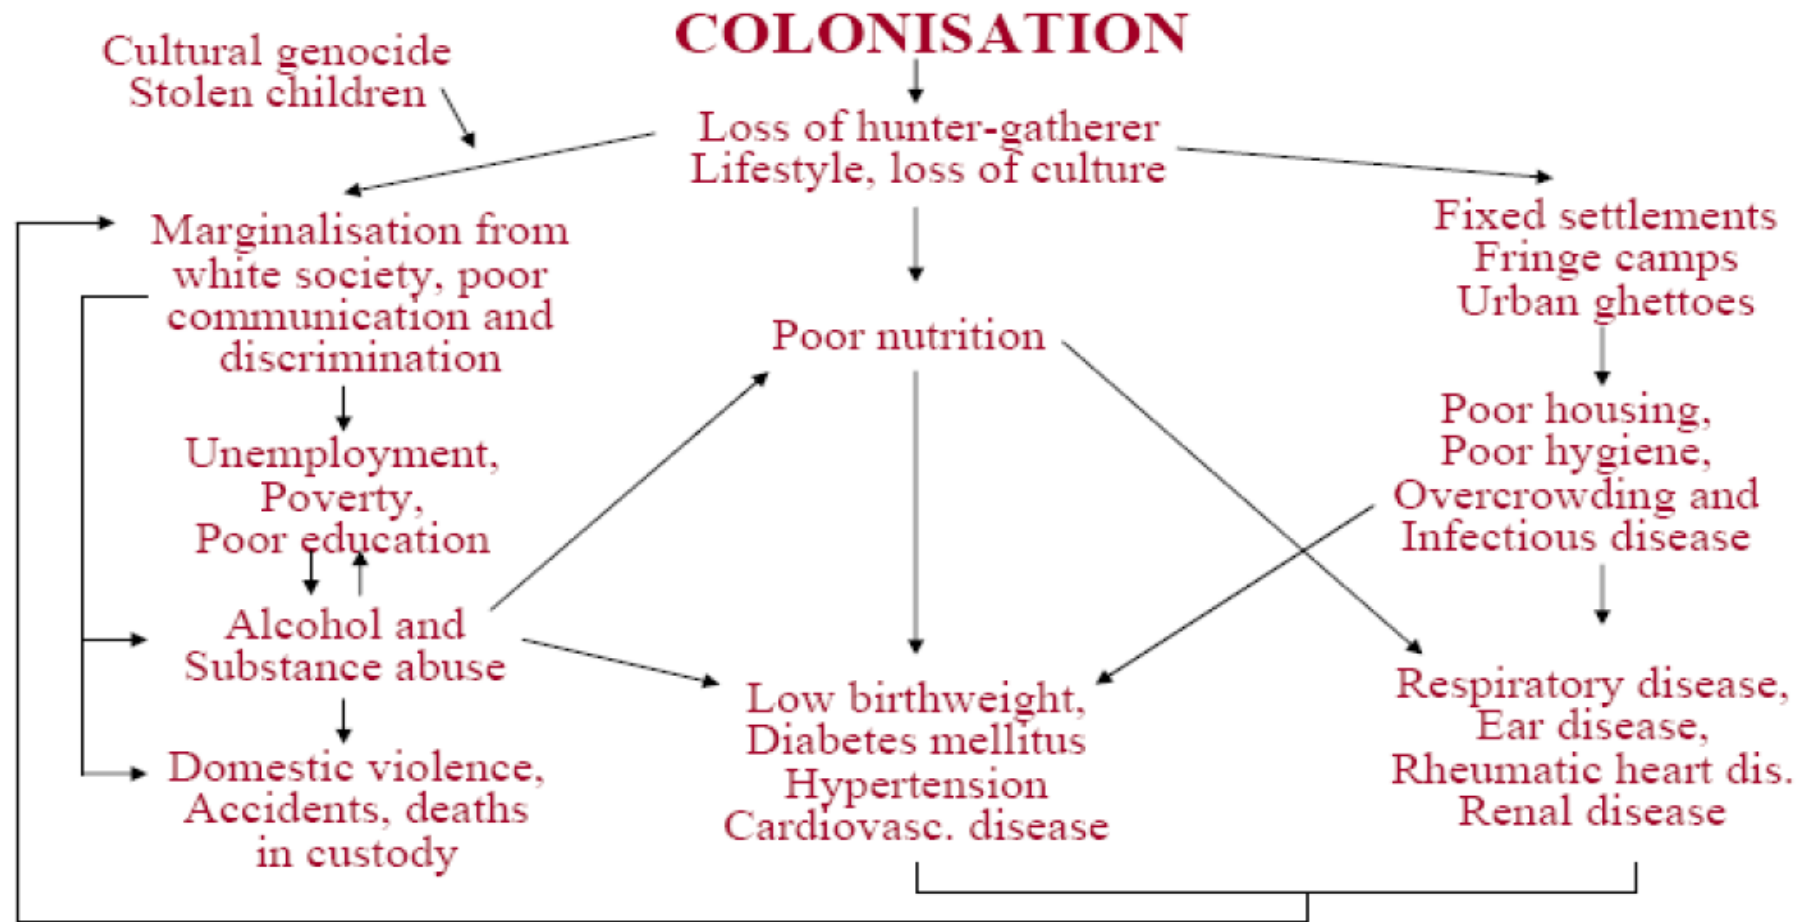 COLONISATION
Cultural genocide
Stolen children
Loss of hunter-gatherer
Lifestyle, loss of culture
Marginalisation from
white society, poor
communication and
discrimination
Fixed settlements
Fringe camps
Urban ghettoes
Poor nutrition
Unemployment,
Poverty,
Poor education
Poor housing,
Poor hygiene,
Overcrowding and
Infectious disease
Alcohol and
Substance abuse
Domestic violence,
Accidents, deaths
in custody
Low birthweight,
Diabetes mellitus
Hypertension
Cardiovasc. disease
Respiratory disease,
Ear disease,
Rheumatic heart dis.
Renal disease